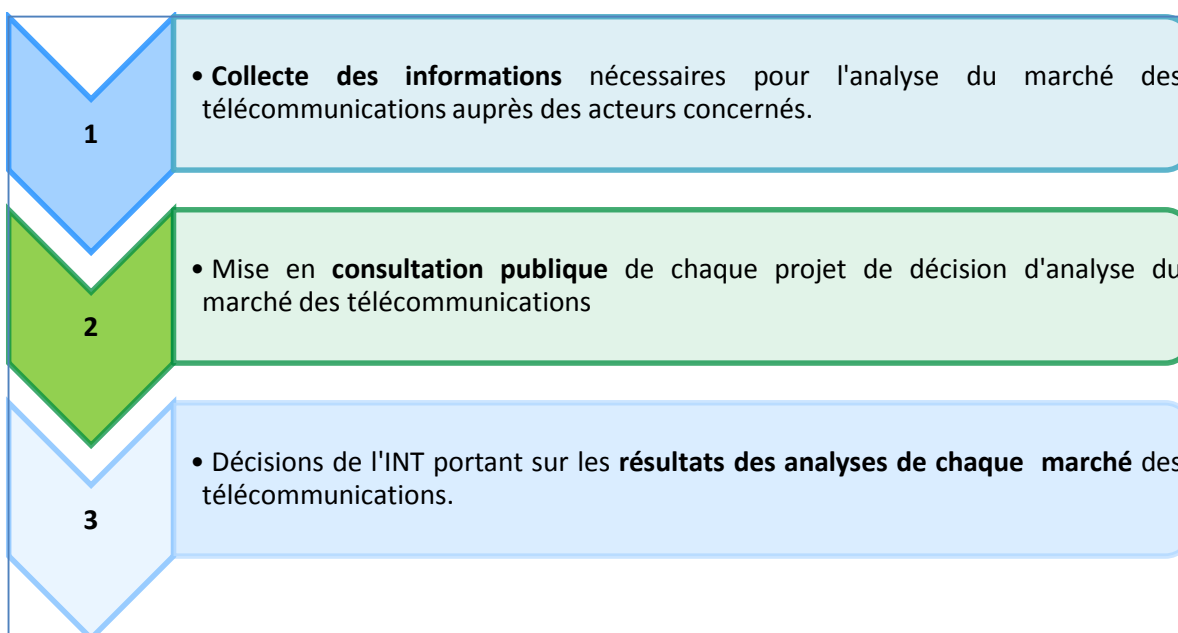 • Collecte des informations nécessaires pour l'analyse du marché des
télécommunications auprès des acteurs concernés.
1
• Mise en consultation publique de chaque projet de décision d'analyse du
marché des télécommunications
2
• Décisions de l'INT portant sur les résultats des analyses de chaque marché des
télécommunications.
3